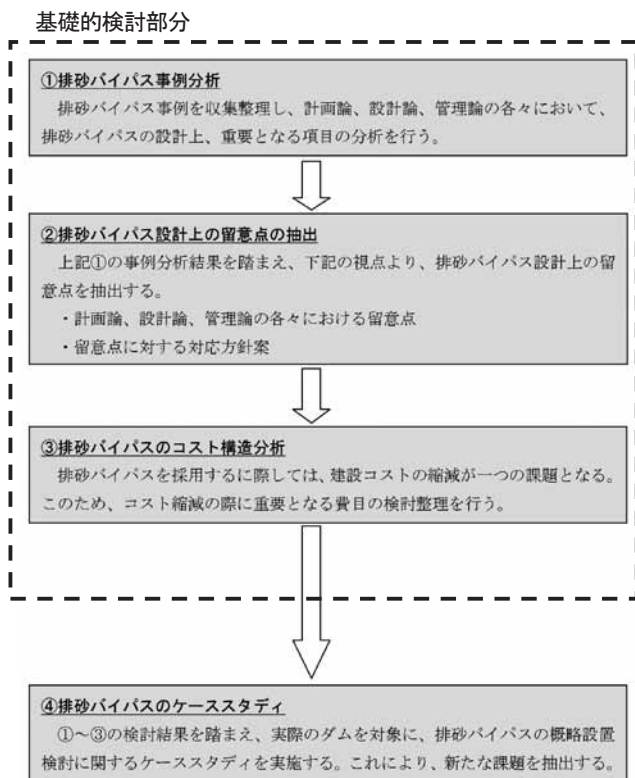 基礎的検討部分
①排砂バイパス事例分析
排砂バイパス事例を収集整理し、計画論、設計論、管理論の各々において、
排砂バイパスの設計上、重要となる項目の分析を行う。
②排砂バイパス設計上の留意点の抽出
上記①の事例分析結果を踏まえ、下記の視点より、排砂バイパス設計上の留
意点を抽出する。
・計画論、設計論、管理論の各々における留意点
・留意点に対する対応方針案
③排砂バイパスのコスト構造分析
排砂バイパスを採用するに際しては、建設コストの縮減が一つの課題となる。
このため、コスト縮減の際に重要となる費目の検討整理を行う。
④排砂バイパスのケーススタディ
①～③の検討結果を踏まえ、実際のダムを対象に、排砂バイパスの概略設置
検討に関するケーススタディを実施する。これにより、新たな課題を抽出する。